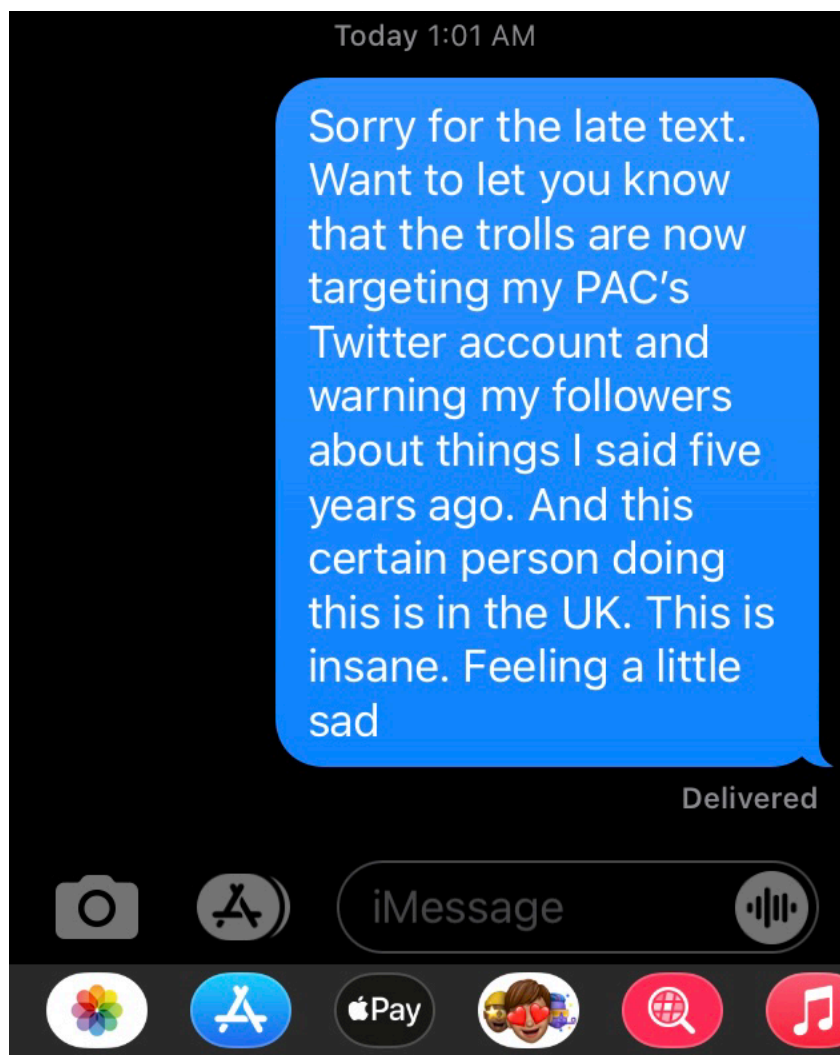 Today 1:01 AM
Sorry for the late text.
Want to let you know
that the trolls are now
targeting my PAC’s
Twitter account and
warning my followers
about things I said five
years ago. And this
certain person doing
this is in the UK. This is
insane. Feeling a little
sad
Delivered
iMessage
Pay